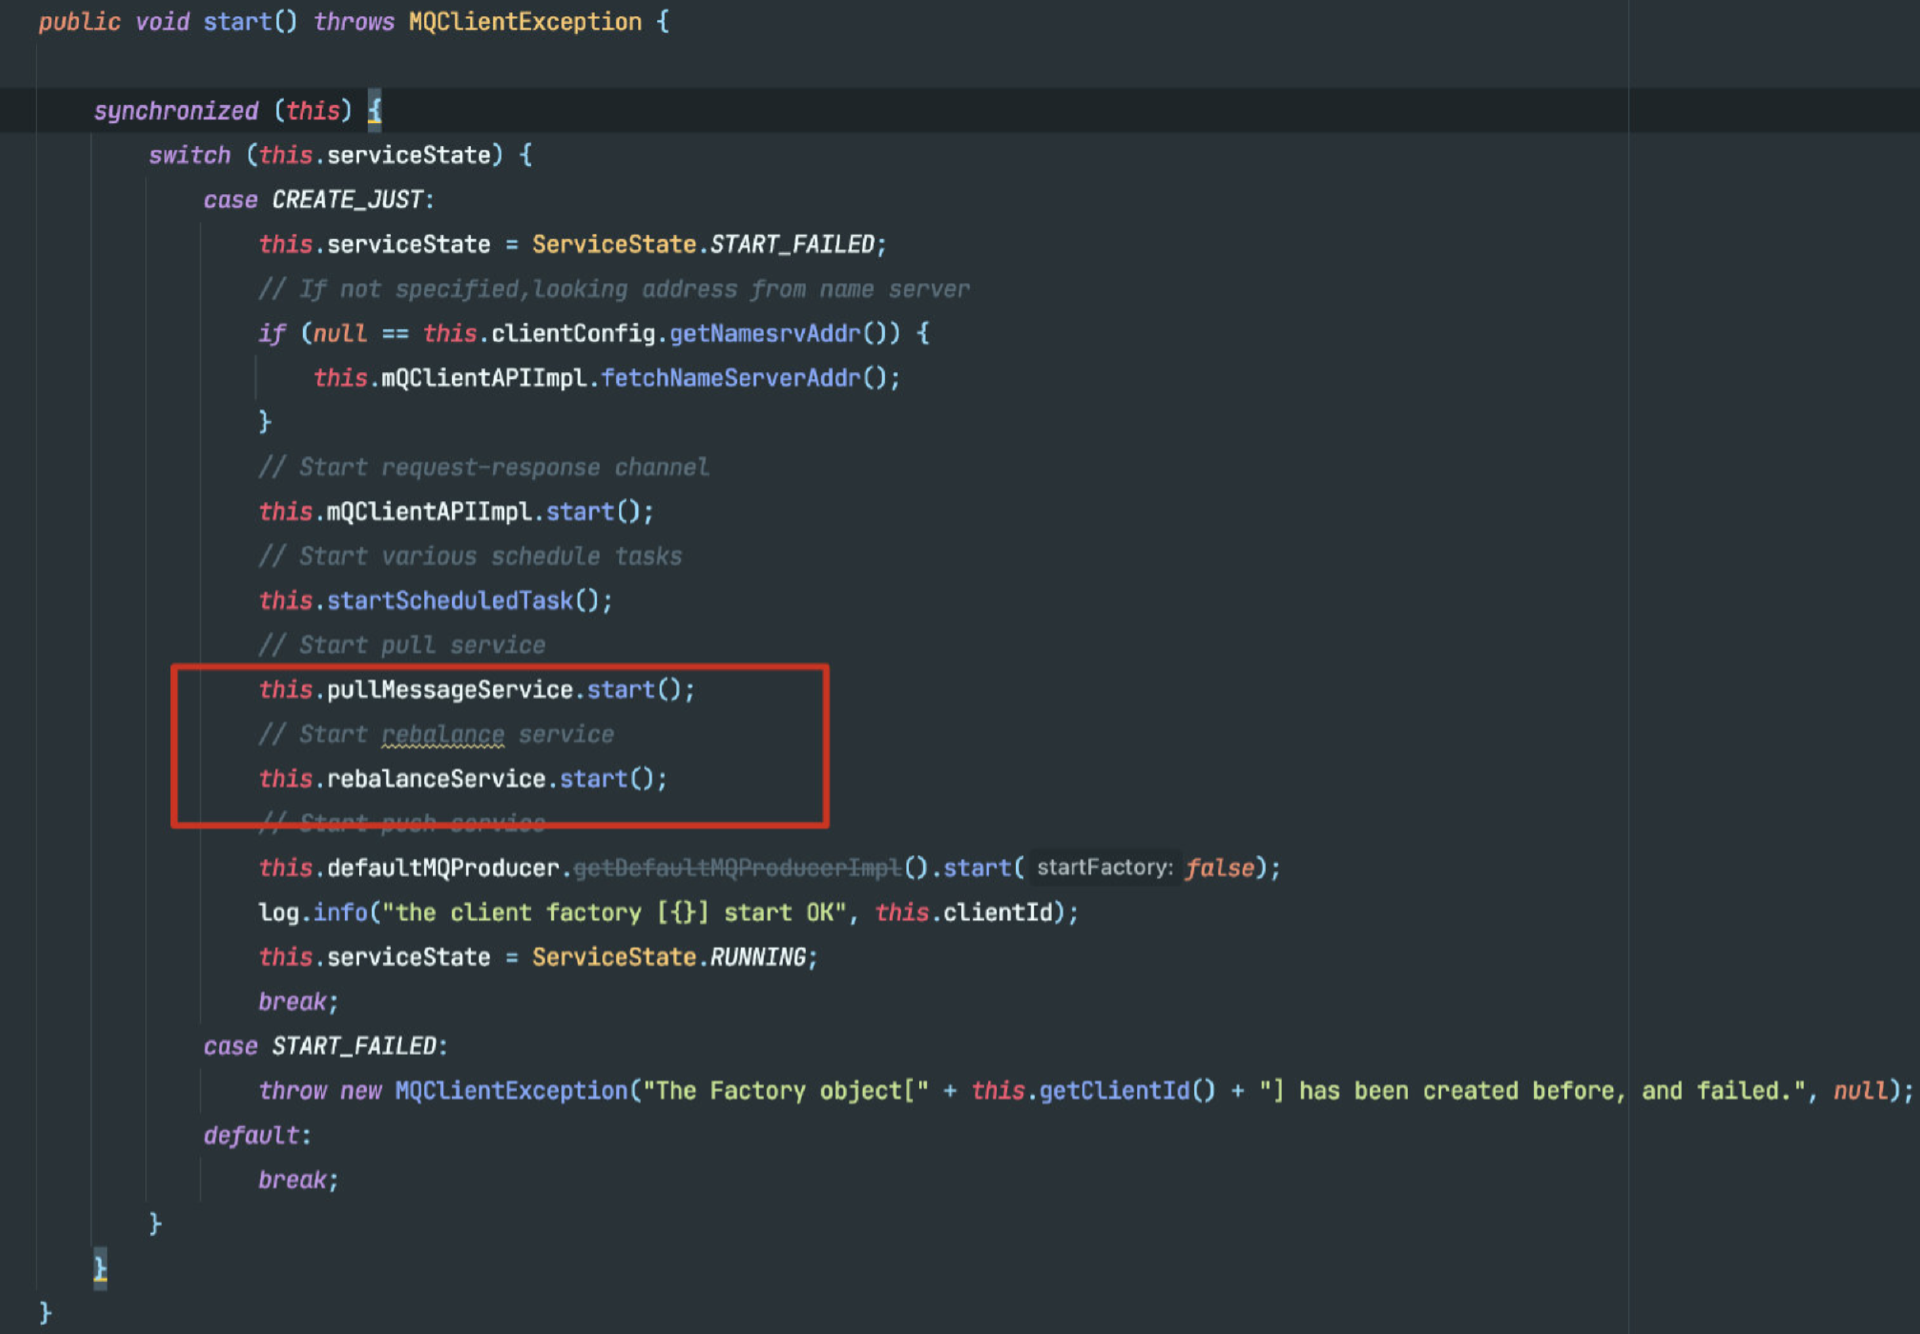 public void start() throws MQClientException {
synchronized (this) {
switch (this.serviceState) {
case CREATE_JUST:
this.serviceState = ServiceState.START_FAILED;
// If not specified,looking address from name server
if (null == this.clientConfig.getNamesrvAddr()) {
this.mQClientAPIImpl.fetchNameServerAddr();
}
// Start request-response channel
this.mQClientAPIImpl.start();
// Start various schedule tasks
this.startScheduledTask();
// Start pull service
this.pullMessageService.start();
// Start rebalance service
this.rebalanceService.start();
// Start push service
this.defaultMQProducer.getDefaultMQProducerImpl().start( startFactory: false);
log.info("the client factory [{}] start OK", this.clientId);
this.serviceState = ServiceState.RUNNING;
break;
case START_FAILED:
throw new MQClientException("The Factory object[" + this.getClientId() + "] has been created before, and failed.", null);
default:
break;
}
}
}